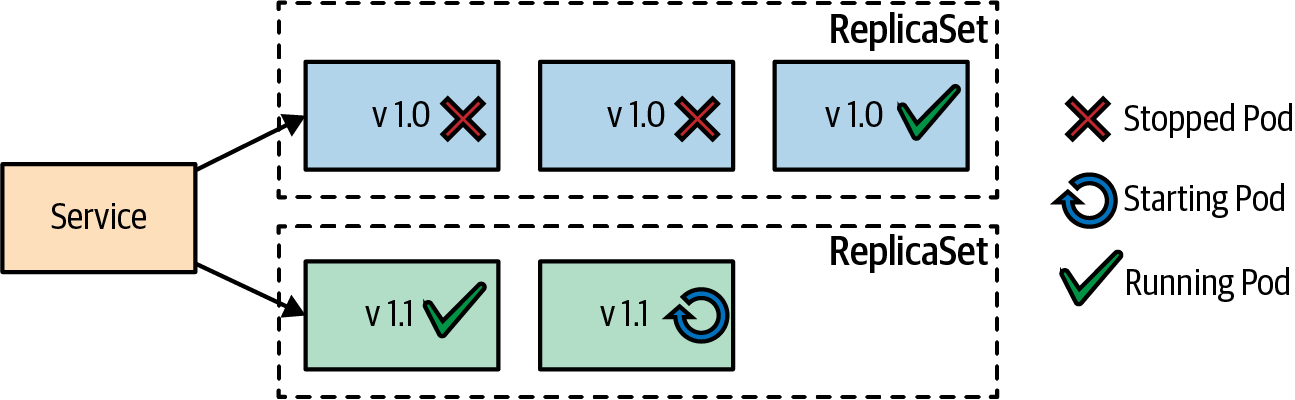 ReplicaSet
v 1.0
v 1.0
v 1.0
Service
ReplicaSet
v 1.1
v 1.1
Stopped Pod
Starting Pod
Running Pod